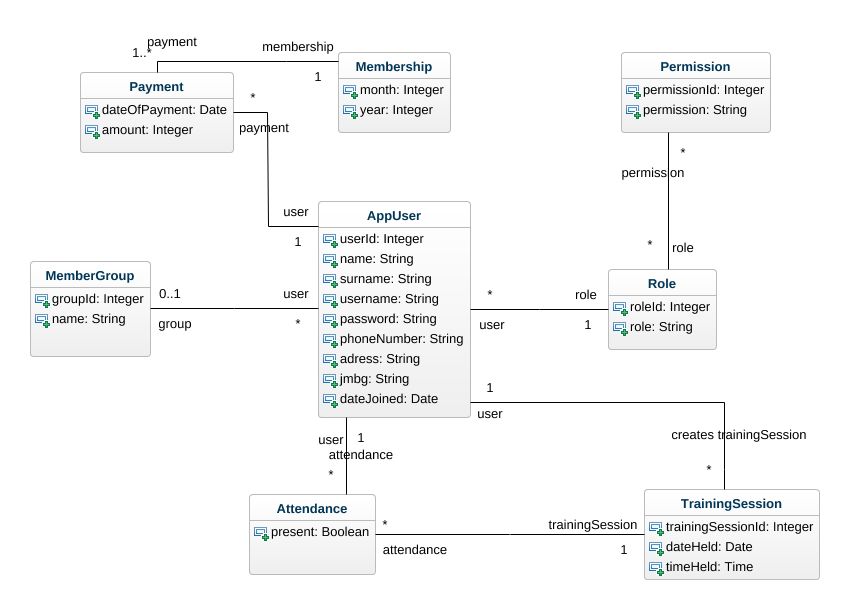 payment
1..*
membership
1
Payment
dateOfPayment: Date
amount: Integer
Membership
month: Integer
year: Integer
Permission
permissionId: Integer
permission: String
*
payment
*
permission
user
1
AppUser
userId: Integer
name: String
surname: String
username: String
password: String
phoneNumber: String
adress: String
jmbg: String
dateJoined: Date
*
role
MemberGroup
groupId: Integer
name: String
0..1
group
user
*
*
user
role
1
Role
roleId: Integer
role: String
1
user
creates trainingSession
*
user
1
attendance
*
Attendance
present: Boolean
*
attendance
trainingSession
1
TrainingSession
trainingSessionId: Integer
dateHeld: Date
timeHeld: Time